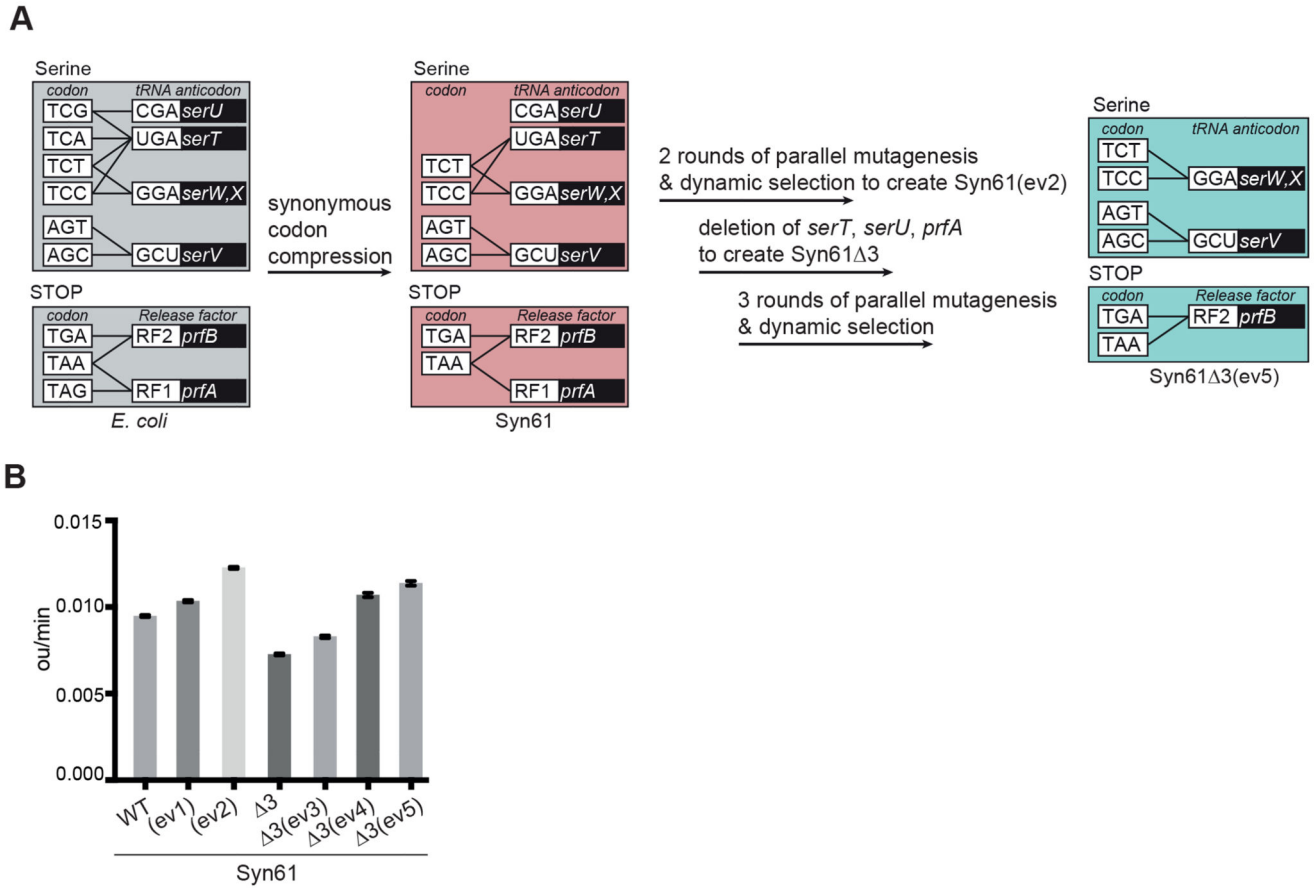 A
Serine
codon tRNA anticodon
TCG CGA serU
TCA UGA serT
TCT
TCC GGA serW,X
AGT
AGC GCU serV
STOP
codon Release factor
TGA RF2 prfB
TAA
TAG RF1 prfA
E. coli
synonymous
codon
compression
Serine
codon tRNA anticodon
CGA serU
UGA serT
TCT
TCC GGA serW,X
AGT
AGC GCU serV
STOP
codon Release factor
TGA RF2 prfB
TAA
RF1 prfA
Syn61
2 rounds of parallel mutagenesis
& dynamic selection to create Syn61(ev2)
deletion of serT, serU, prfA
to create Syn61Δ3
3 rounds of parallel mutagenesis
& dynamic selection
Serine
codon tRNA anticodon
TCT
TCC GGA serW,X
AGT
AGC GCU serV
STOP
codon Release factor
TGA RF2 prfB
TAA
Syn61Δ3(ev5)
B
ou/min
0.015
0.010
0.005
0.000
WT
(ev1)
(ev2)
Δ3
Δ3(ev3)
Δ3(ev4)
Δ3(ev5)
Syn61